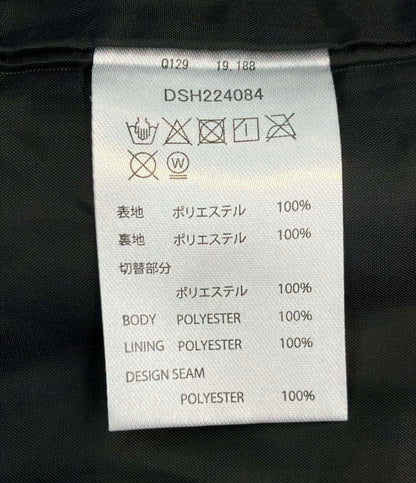 Q129 19.188
DSH224084
W
表地 ポリエステル 100%
裏地 ポリエステル 100%
切替部分
ポリエステル 100%
BODY POLYESTER 100%
LINING POLYESTER 100%
DESIGN SEAM
POLYESTER 100%